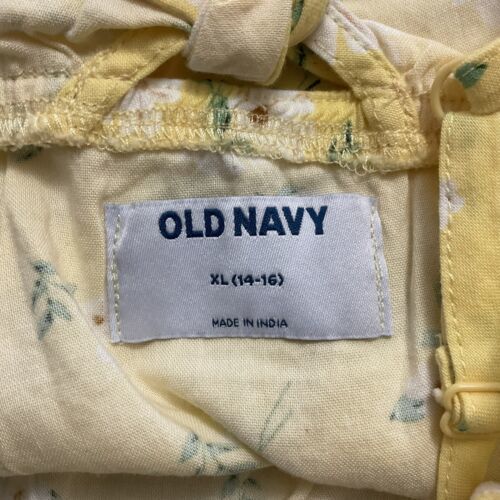 OLD NAVY
XL (14-16)
MADE IN INDIA